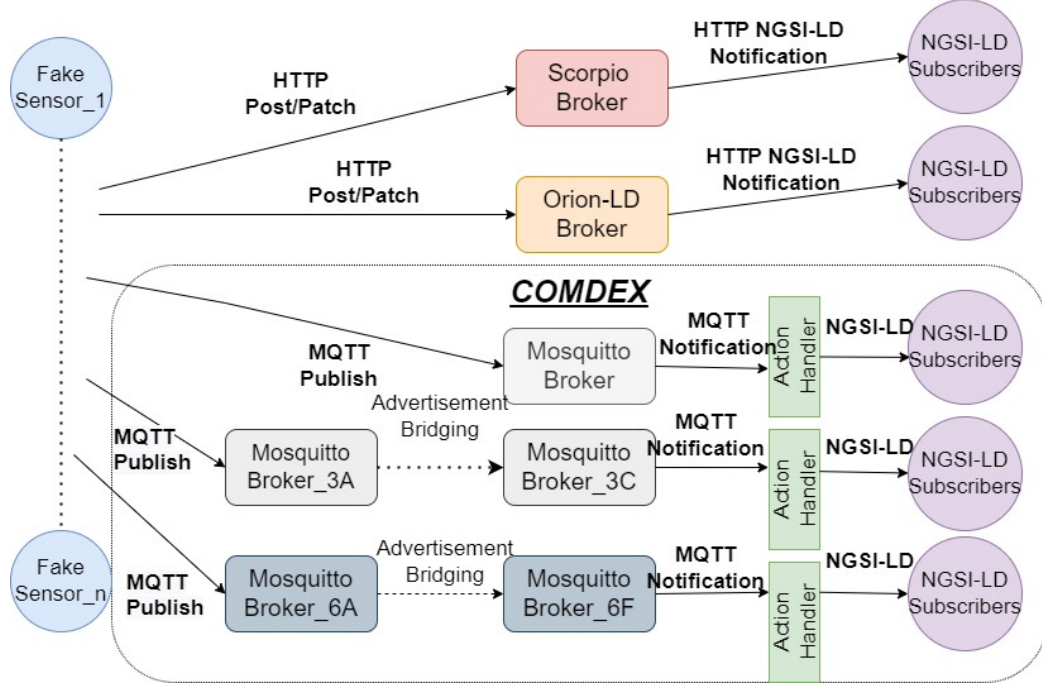 Fake
Sensor_1
HTTP
Post/Patch
Scorpio
Broker
HTTP NGSI-LD
Notification
NGSI-LD
Subscribers
HTTP
Post/Patch
Orion-LD
Broker
HTTP NGSI-LD
Notification
NGSI-LD
Subscribers
COMDEX
MQTT
Publish
Mosquitto
Broker
MQTT
Notification
Action
Handler
NGSI-LD
NGSI-LD
Subscribers
MQTT
Publish
Mosquitto
Broker_3A
Advertisement
Bridging
Mosquitto
Broker_3C
MQTT
Notification
Action
Handler
NGSI-LD
NGSI-LD
Subscribers
Fake
Sensor_n
MQTT
Publish
Mosquitto
Broker_6A
Advertisement
Bridging
Mosquitto
Broker_6F
MQTT
Notification
Action
Handler
NGSI-LD
NGSI-LD
Subscribers